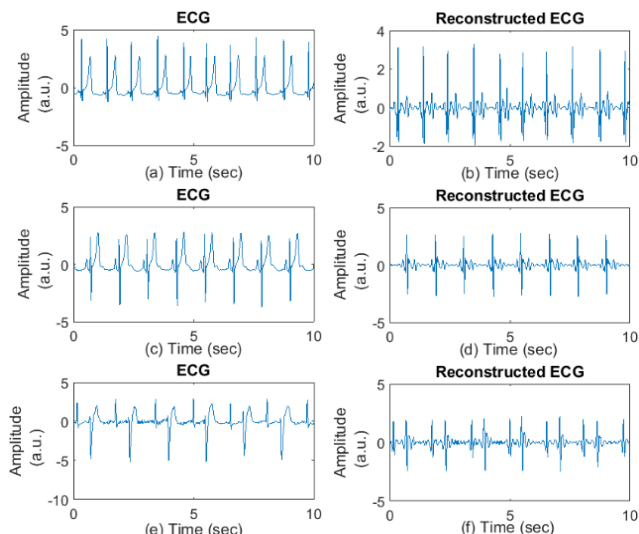 ECG
Amplitude
(a.u.)
5
0
-5
0
5
10
(a) Time (sec)
Reconstructed ECG
Amplitude
(a.u.)
4
2
0
-2
0
5
10
(b) Time (sec)
ECG
Amplitude
(a.u.)
5
0
-5
0
5
10
(c) Time (sec)
Reconstructed ECG
Amplitude
(a.u.)
5
0
-5
0
5
10
(d) Time (sec)
ECG
Amplitude
(a.u.)
5
0
-5
-10
0
5
10
(e) Time (sec)
Reconstructed ECG
Amplitude
(a.u.)
5
0
-5
0
5
10
(f) Time (sec)